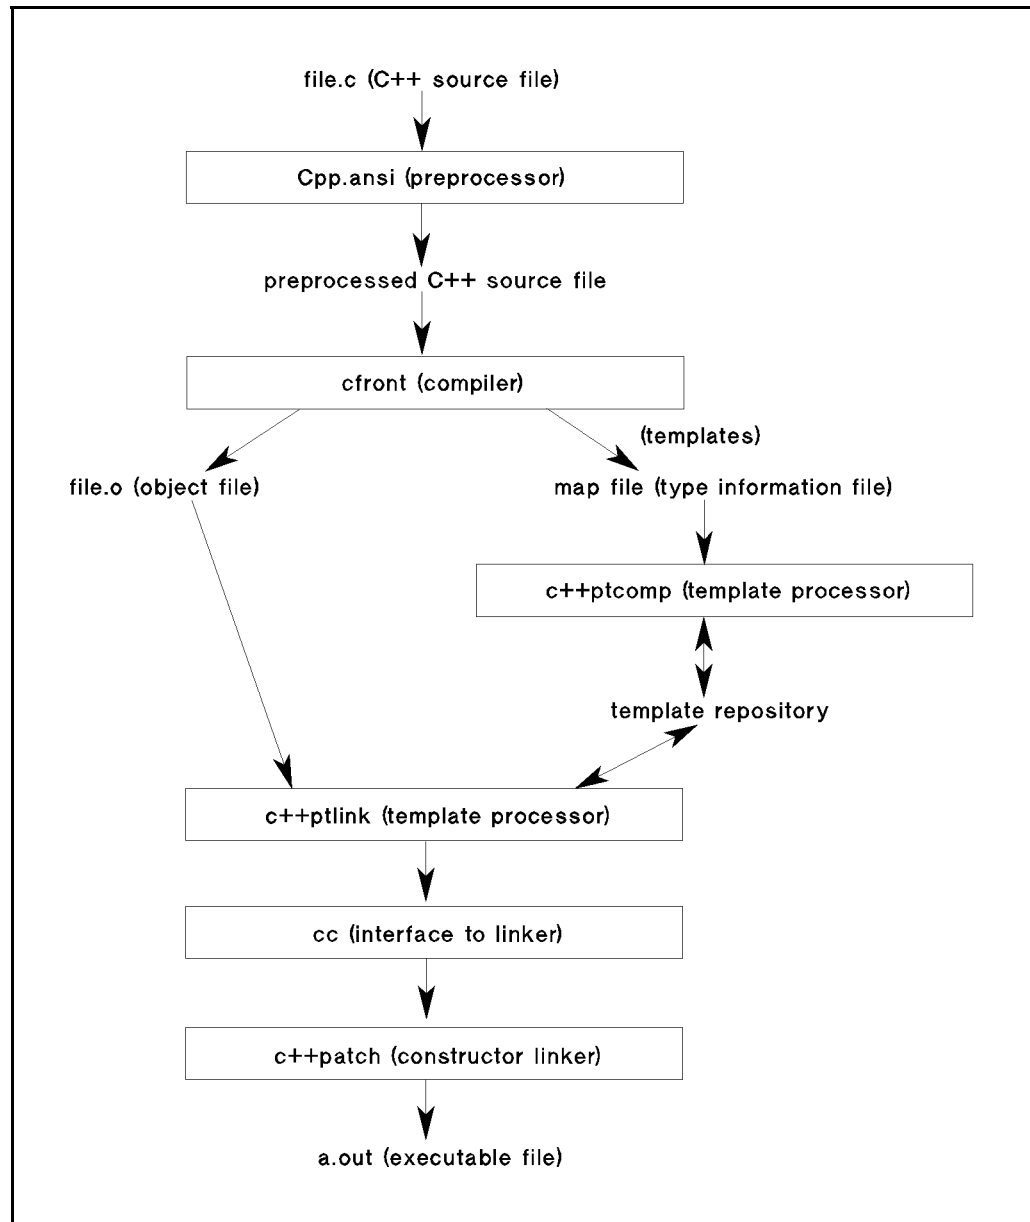 file.c (C++ source file)
Cpp.ansi (preprocessor)
preprocessed C++ source file
cfront (compiler)
(templates)
file.o (object file)
map file (type information file)
c++ptcomp (template processor)
template repository
c++ptlink (template processor)
cc (interface to linker)
c++patch (constructor linker)
a.out (executable file)